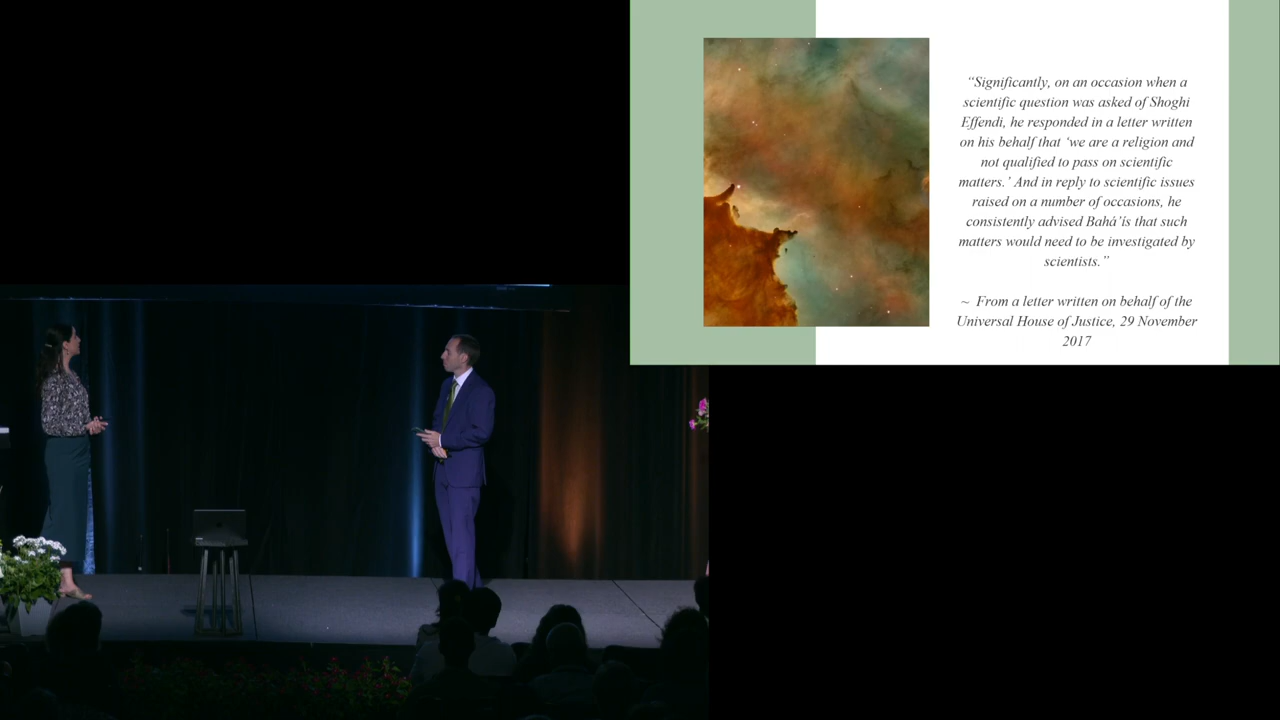 “Significantly, on an occasion when a
scientific question was asked of Shoghi
Effendi, he responded in a letter written
on his behalf that ‘we are a religion and
not qualified to pass on scientific
matters.’ And in reply to scientific issues
raised on a number of occasions, he
consistently advised Bahá’ís that such
matters would need to be investigated by
scientists.”
~ From a letter written on behalf of the
Universal House of Justice, 29 November
2017